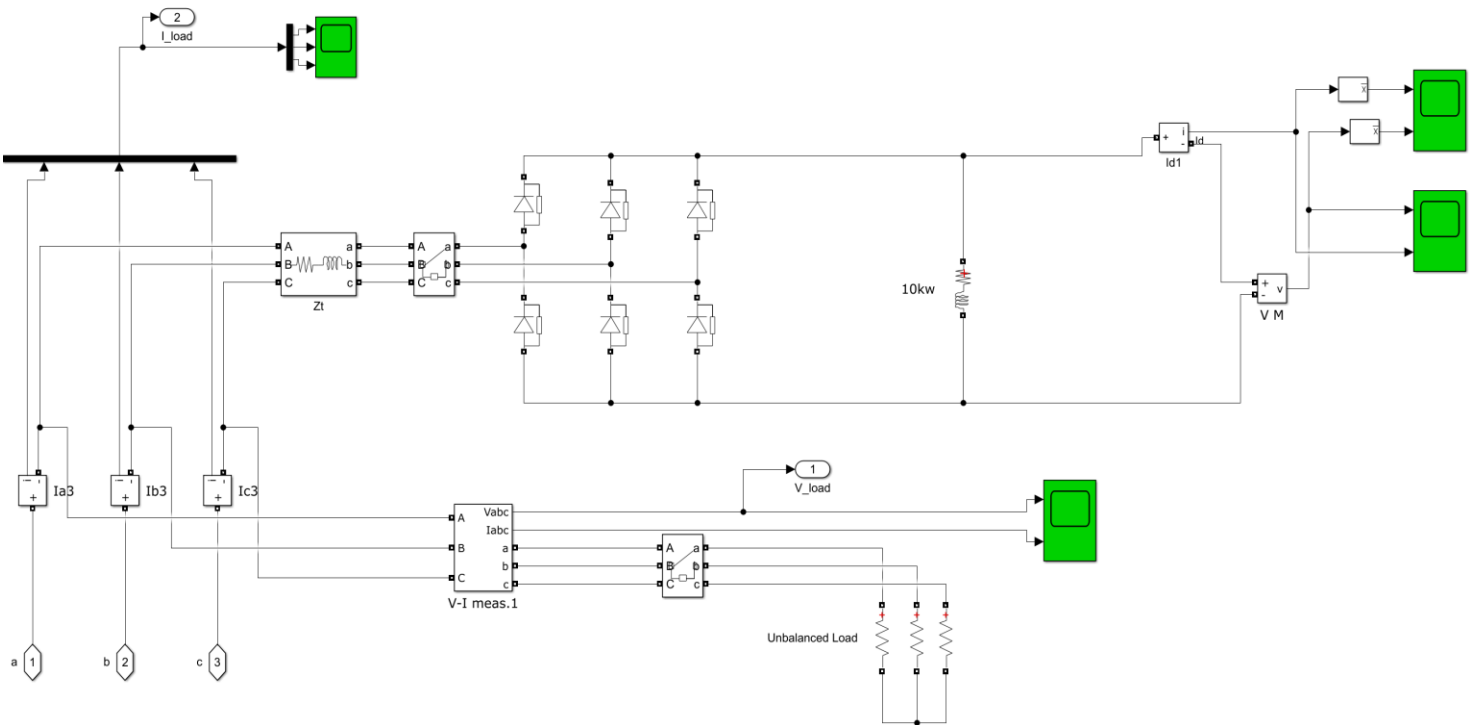 2
I_load
A
B
C
a
b
c
Zt
A
B
C
a
b
c
10kw
+
i
-
Id
Id1
x
x
+
-
v
V M
i
-
+
Ia3
i
-
+
Ib3
i
-
+
Ic3
1
V_load
A
B
C
Vabc
Iabc
a
b
c
V-I meas.1
A
B
C
a
b
c
Unbalanced Load
a
1
b
2
c
3